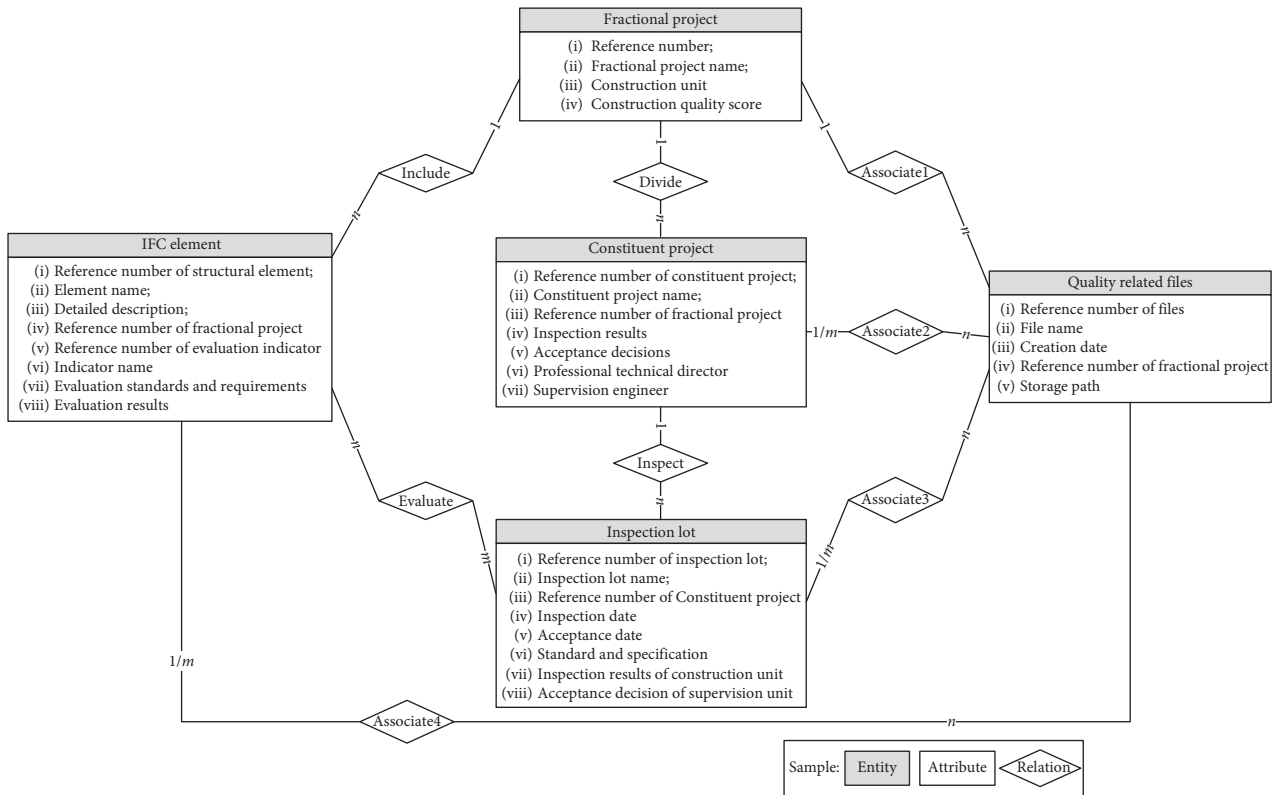 Fractional project
(i) Reference number;
(ii) Fractional project name;
(iii) Construction unit
(iv) Construction quality score
1
1
1
Include
Divide
Associate1
n
n
n
IFC element
(i) Reference number of structural element;
(ii) Element name;
(iii) Detailed description;
(iv) Reference number of fractional project
(v) Reference number of evaluation indicator
(vi) Indicator name
(vii) Evaluation standards and requirements
(viii) Evaluation results
Constituent project
(i) Reference number of constituent project;
(ii) Constituent project name;
(iii) Reference number of fractional project
(iv) Inspection results
(v) Acceptance decisions
(vi) Professional technical director
(vii) Supervision engineer
1/m
Associate2
n
Quality related files
(i) Reference number of files
(ii) File name
(iii) Creation date
(iv) Reference number of fractional project
(v) Storage path
n
1
n
Evaluate
Inspect
Associate3
m
n
1/m
Inspection lot
(i) Reference number of inspection lot;
(ii) Inspection lot name;
(iii) Reference number of Constituent project
(iv) Inspection date
(v) Acceptance date
(vi) Standard and specification
(vii) Inspection results of construction unit
(viii) Acceptance decision of supervision unit
1/m
Associate4
n
Sample: Entity Attribute Relation